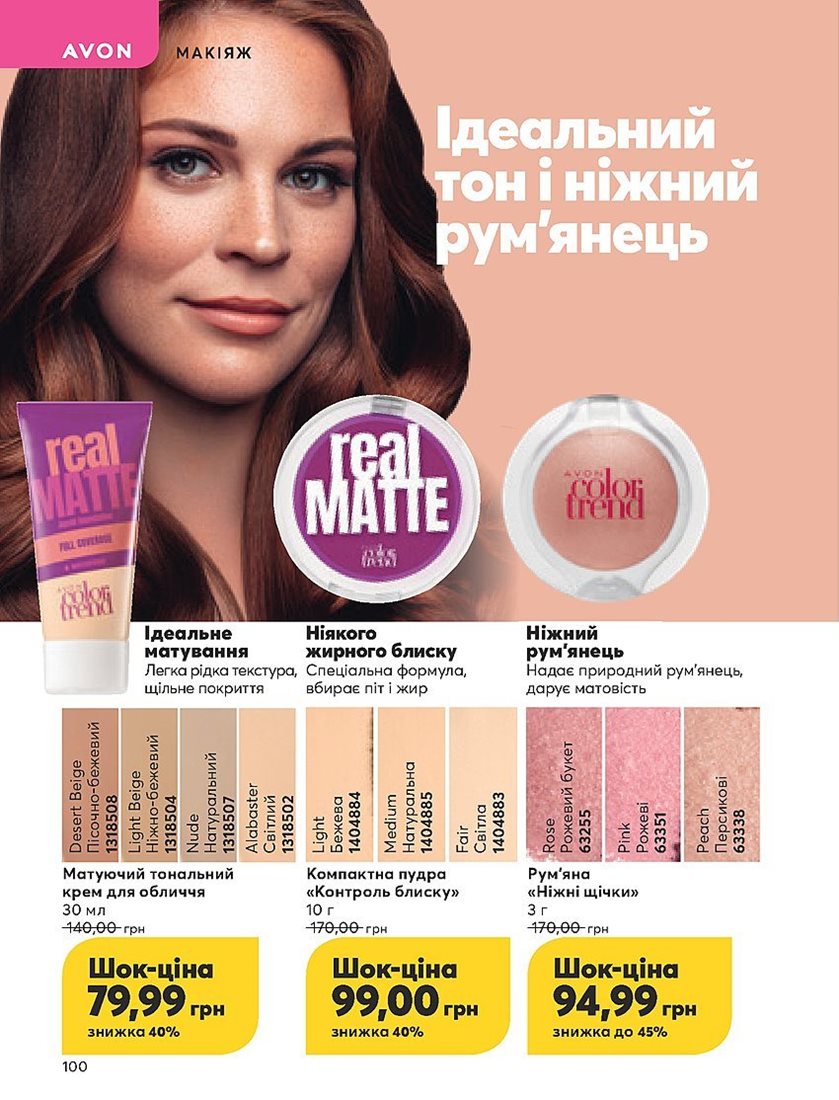 AVON
МАКІЯЖ
Ідеальний
тон і ніжний
рум’янець
real
MATTE
FULL COVERAGE
AVON
color
trend
real
MATTE
color
trend
AVON
color
trend
Ідеальне
матування
Легка рідка текстура,
щільне покриття
Ніякого
жирного блиску
Спеціальна формула,
вбирає піт і жир
Ніжний
рум’янець
Надає природний рум’янець,
дарує матовість
Desert Beige
Пісочно-бежевий
1318508
Light Beige
Ніжно-бежевий
1318504
Nude
Натуральний
1318507
Alabaster
Світлий
1318502
Light
Бежева
1404884
Medium
Натуральна
1404885
Fair
Світла
1404883
Rose
Рожевий букет
63255
Pink
Рожеві
63351
Peach
Персикові
63338
Матуючий тональний
крем для обличчя
30 мл
140,00 грн
Шок-ціна
79,99 грн
знижка 40%
Компактна пудра
«Контроль блиску»
10 г
170,00 грн
Шок-ціна
99,00 грн
знижка 40%
Рум’яна
«Ніжні щічки»
3 г
170,00 грн
Шок-ціна
94,99 грн
знижка до 45%
100